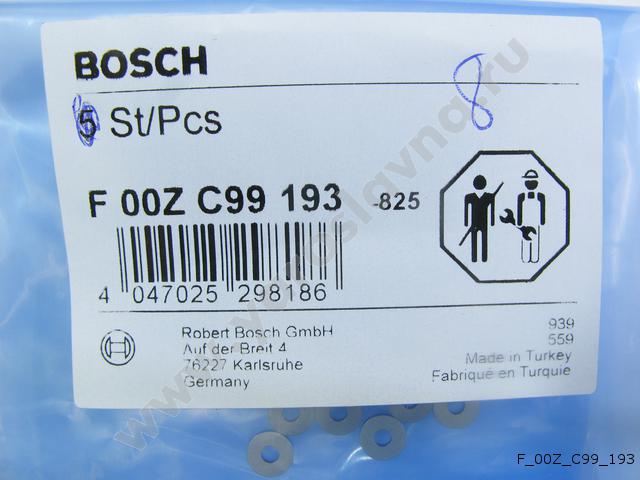 BOSCH
5 St/Pcs
8
F 00Z C99 193 -825
4 047025 298186
Robert Bosch GmbH
Auf der Breit 4
76227 Karlsruhe
Germany
939
559
Made in Turkey
Fabriqué en Turquie
F_00Z_C99_193